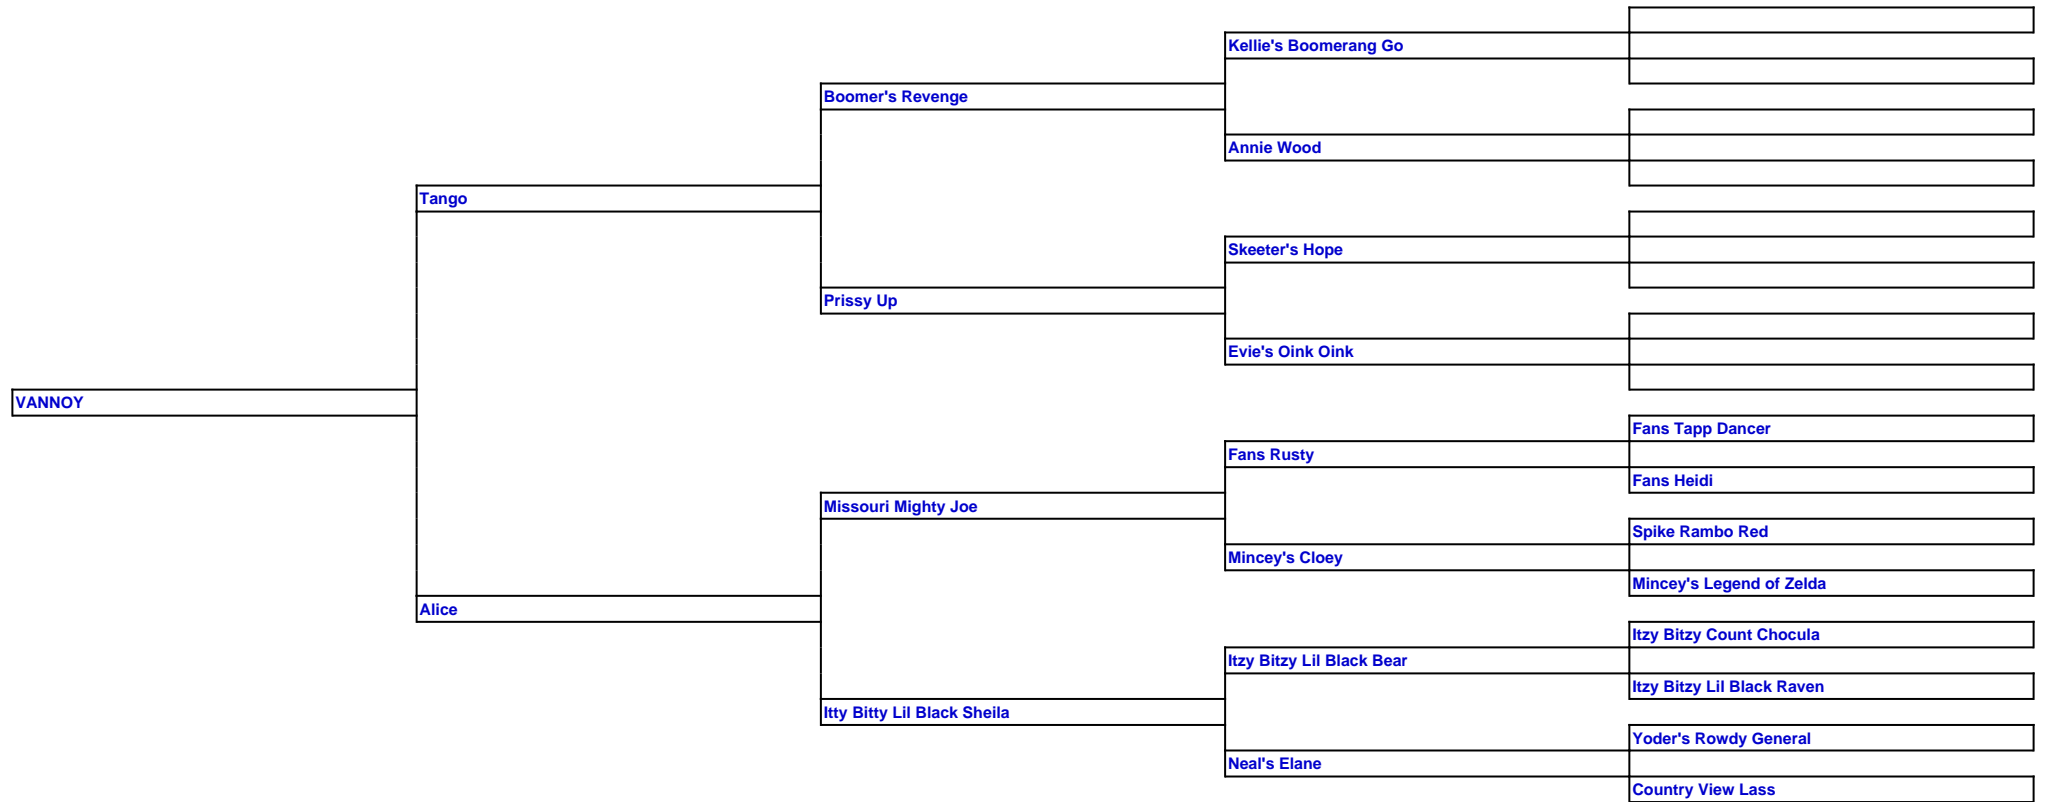 Kellie's Boomerang Go
Boomer's Revenge
Annie Wood
Tango
Skeeter's Hope
Prissy Up
Evie's Oink Oink
VANNOY
Fans Tapp Dancer
Fans Rusty
Fans Heidi
Missouri Mighty Joe
Spike Rambo Red
Mincey's Cloey
Mincey's Legend of Zelda
Alice
Itzy Bitzy Count Chocula
Itzy Bitzy Lil Black Bear
Itzy Bitzy Lil Black Raven
Itty Bitty Lil Black Sheila
Yoder's Rowdy General
Neal's Elane
Country View Lass